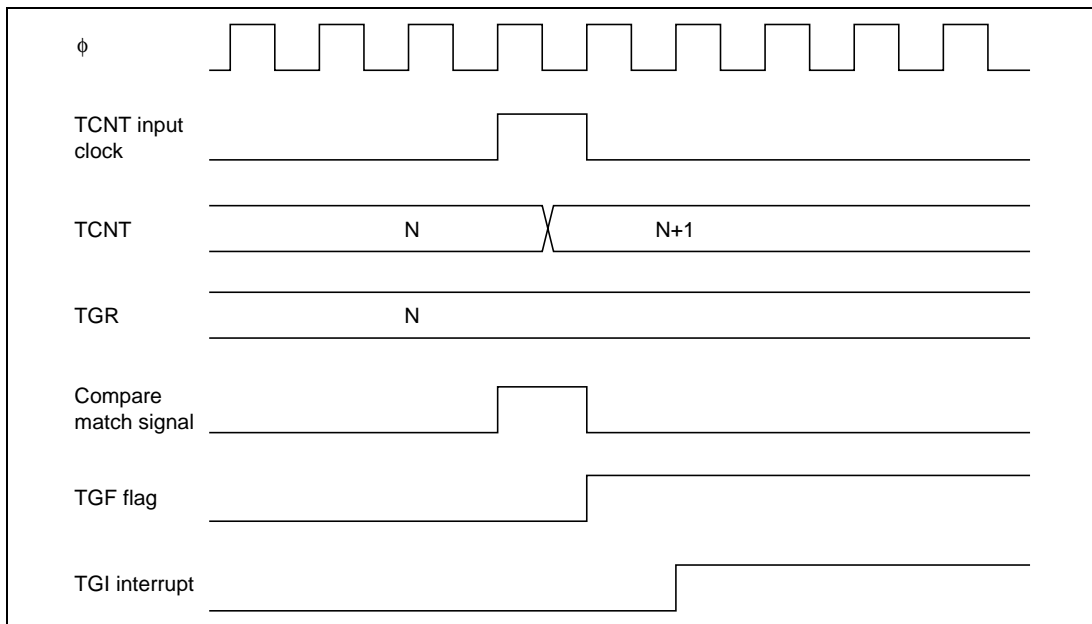 ϕ
TCNT input
clock
TCNT
N
N+1
TGR
N
Compare
match signal
TGF flag
TGI interrupt